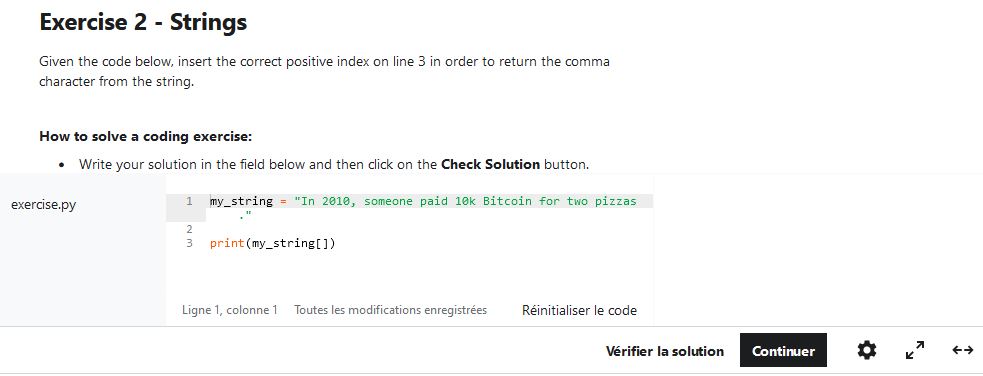 Exercise 2 - Strings
Given the code below, insert the correct positive index on line 3 in order to return the comma
character from the string.
How to solve a coding exercise:
• Write your solution in the field below and then click on the Check Solution button.
exercise.py
1 my_string = "In 2010, someone paid 10k Bitcoin for two pizzas
."
2
3 print(my_string[])
Ligne 1, colonne 1 Toutes les modifications enregistrées Réinitialiser le code
Vérifier la solution Continuer